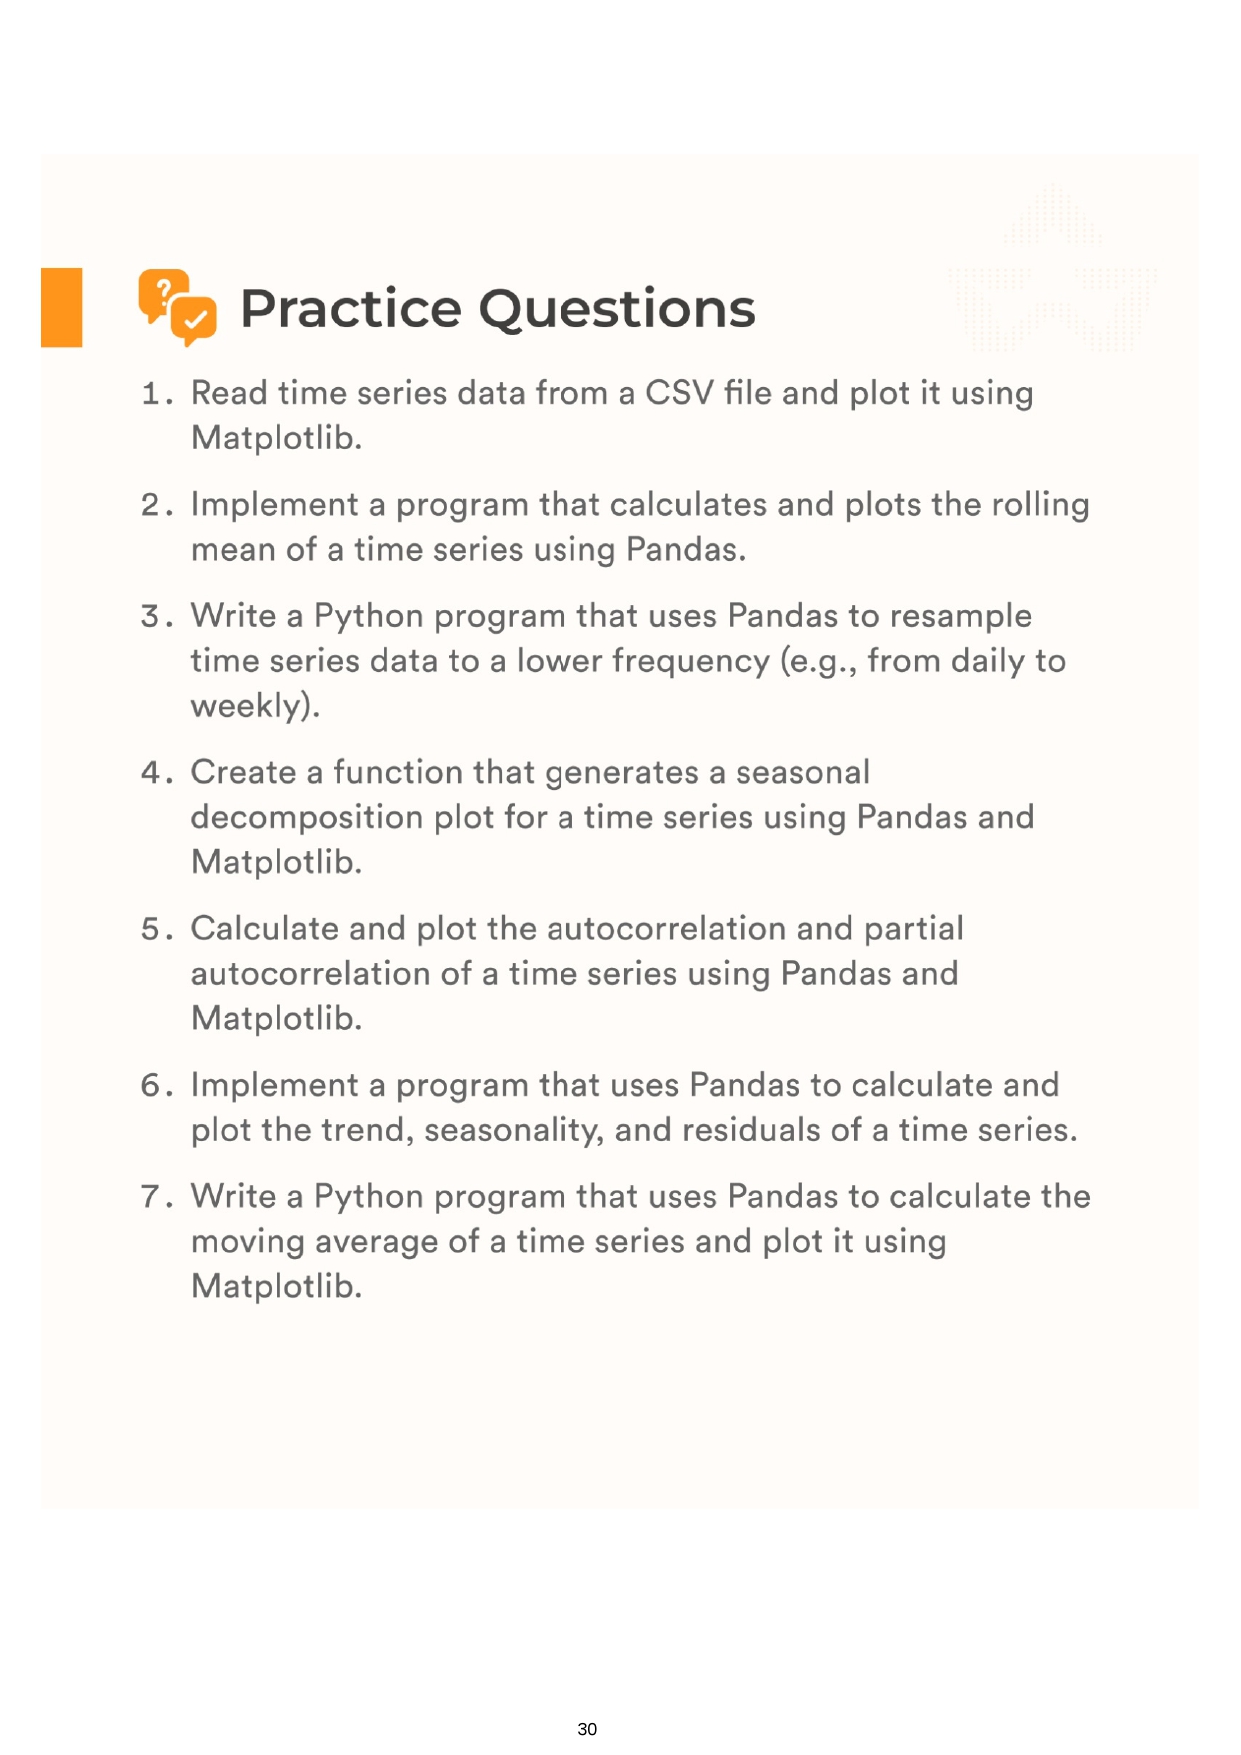 Practice Questions
1. Read time series data from a CSV file and plot it using
Matplotlib.
2. Implement a program that calculates and plots the rolling
mean of a time series using Pandas.
3. Write a Python program that uses Pandas to resample
time series data to a lower frequency (e.g., from daily to
weekly).
4. Create a function that generates a seasonal
decomposition plot for a time series using Pandas and
Matplotlib.
5. Calculate and plot the autocorrelation and partial
autocorrelation of a time series using Pandas and
Matplotlib.
6. Implement a program that uses Pandas to calculate and
plot the trend, seasonality, and residuals of a time series.
7. Write a Python program that uses Pandas to calculate the
moving average of a time series and plot it using
Matplotlib.
30